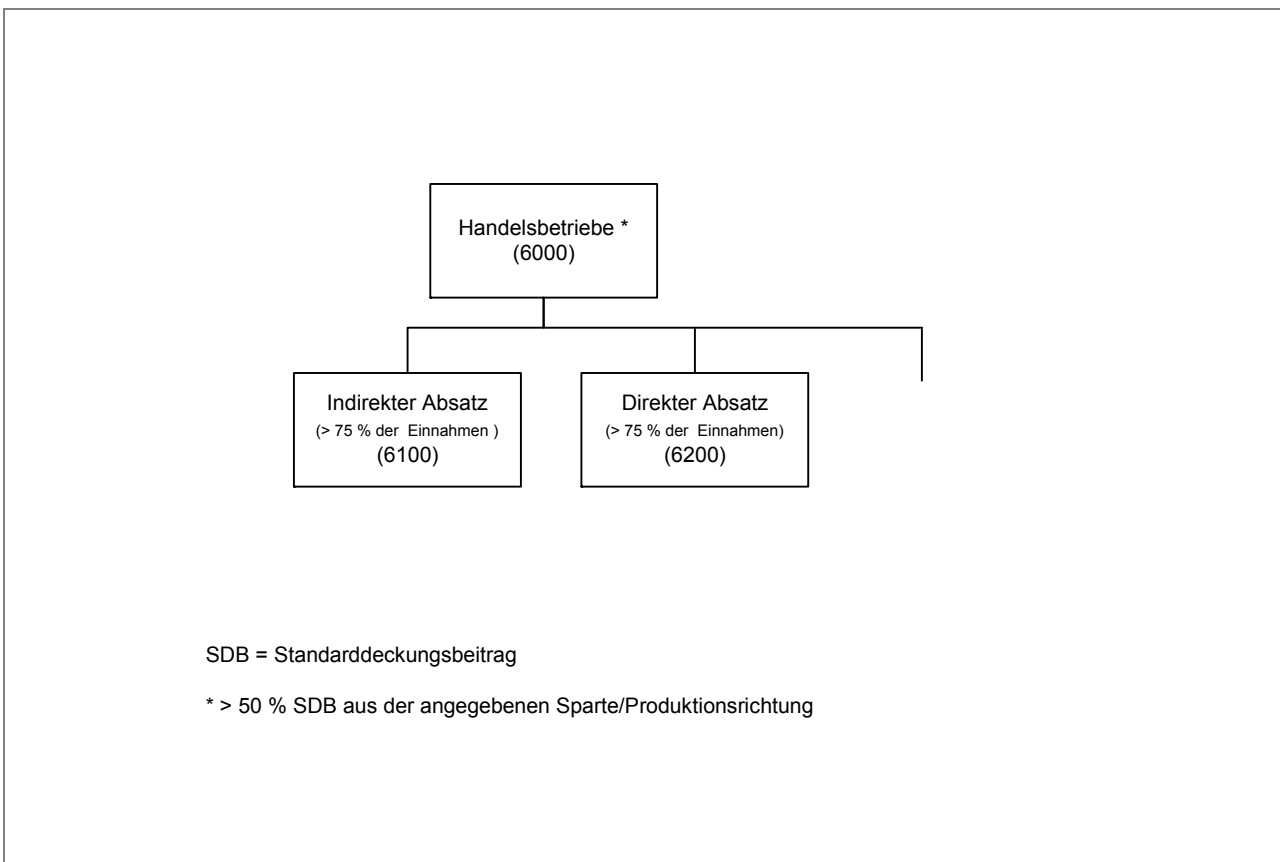 Handelsbetriebe *
(6000)
Indirekter Absatz
(> 75 % der Einnahmen )
(6100)
Direkter Absatz
(> 75 % der Einnahmen)
(6200)
SDB = Standarddeckungsbeitrag
* > 50 % SDB aus der angegebenen Sparte/Produktionsrichtung